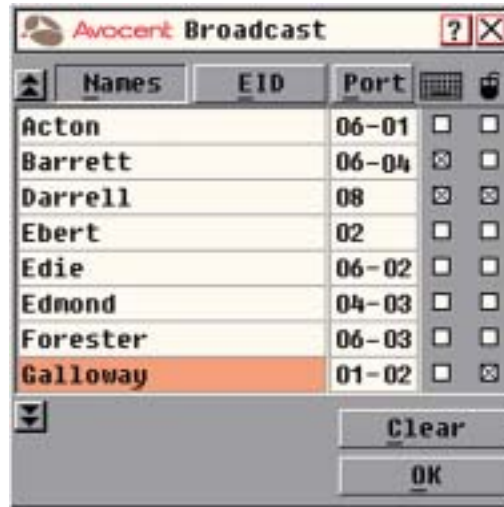 Avocent Broadcast ? X
Names EID Port
Acton 06-01
Barrett 06-04
Darrell 08
Ebert 02
Edie 06-02
Edmond 04-03
Forester 06-03
Galloway 01-02
Clear
OK